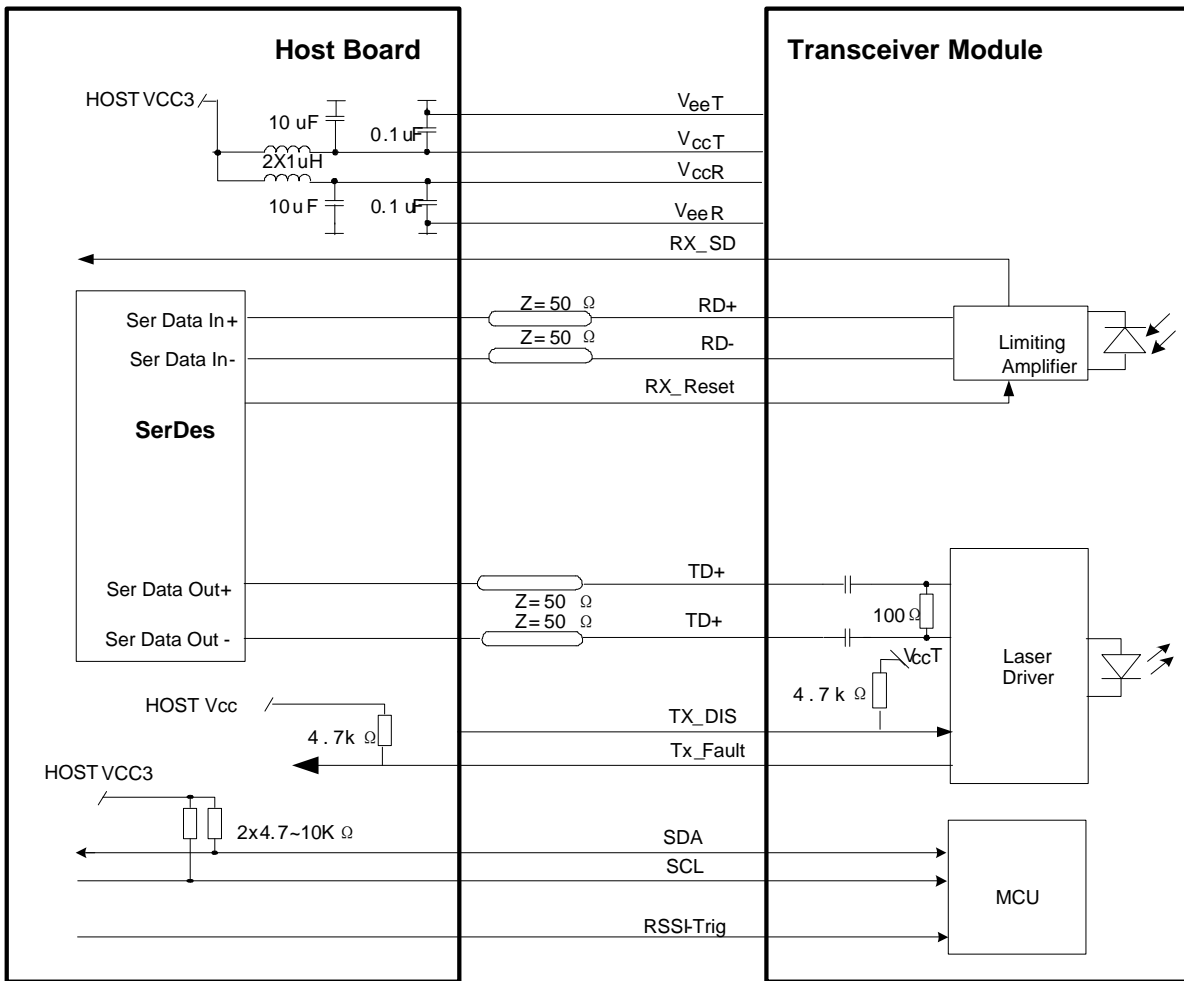 Host Board
Transceiver Module
HOST VCC3
10 uF
0.1 uF
VeeT
VccT
2X1uH
VccR
10uF
0.1 uF
VeeR
RX_SD
Z=50 Ω
RD+
Ser Data In+
Z=50 Ω
RD-
Ser Data In-
Limiting
Amplifier
RX_Reset
SerDes
TD+
Ser Data Out+
Z=50 Ω
100Ω
Z=50 Ω
TD+
Ser Data Out -
VccT
Laser
Driver
4.7k Ω
HOST Vcc
TX_DIS
4.7k Ω
Tx_Fault
HOST VCC3
2x4.7~10K Ω
SDA
SCL
MCU
RSSI-Trig